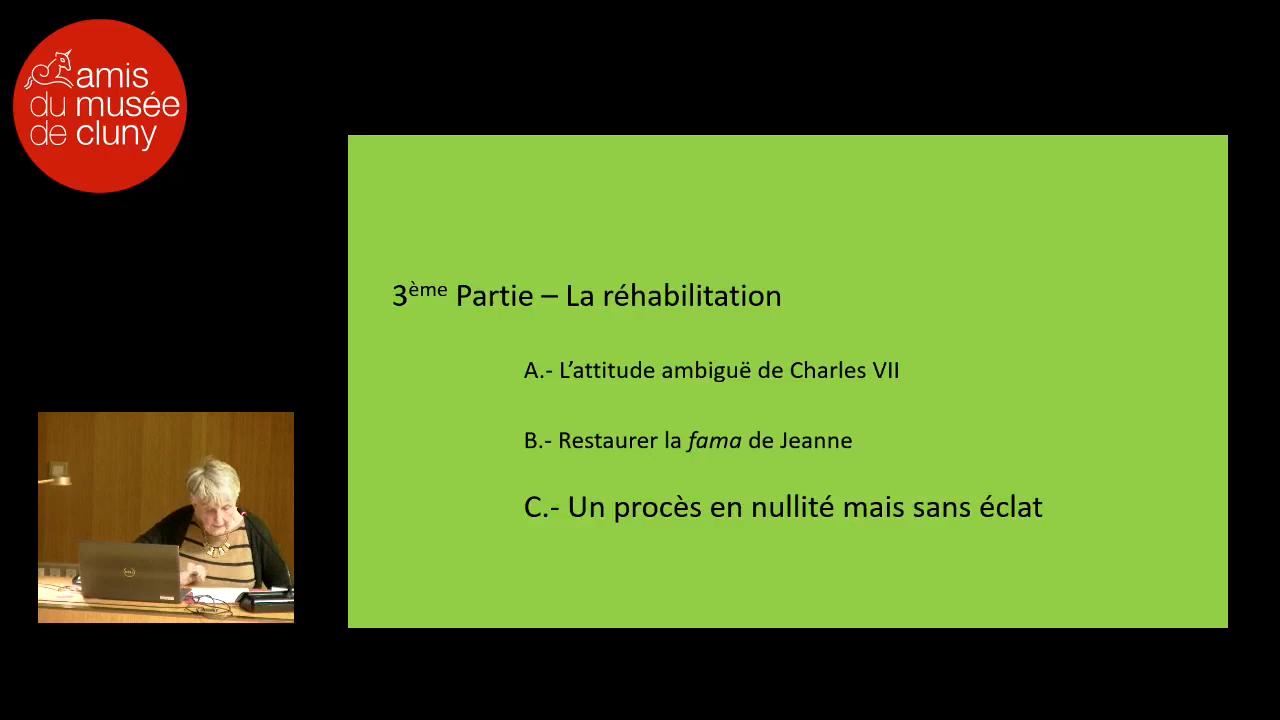 amis
du musée
de cluny
3ème Partie – La réhabilitation
A.- L’attitude ambiguë de Charles VII
B.- Restaurer la fama de Jeanne
C.- Un procès en nullité mais sans éclat